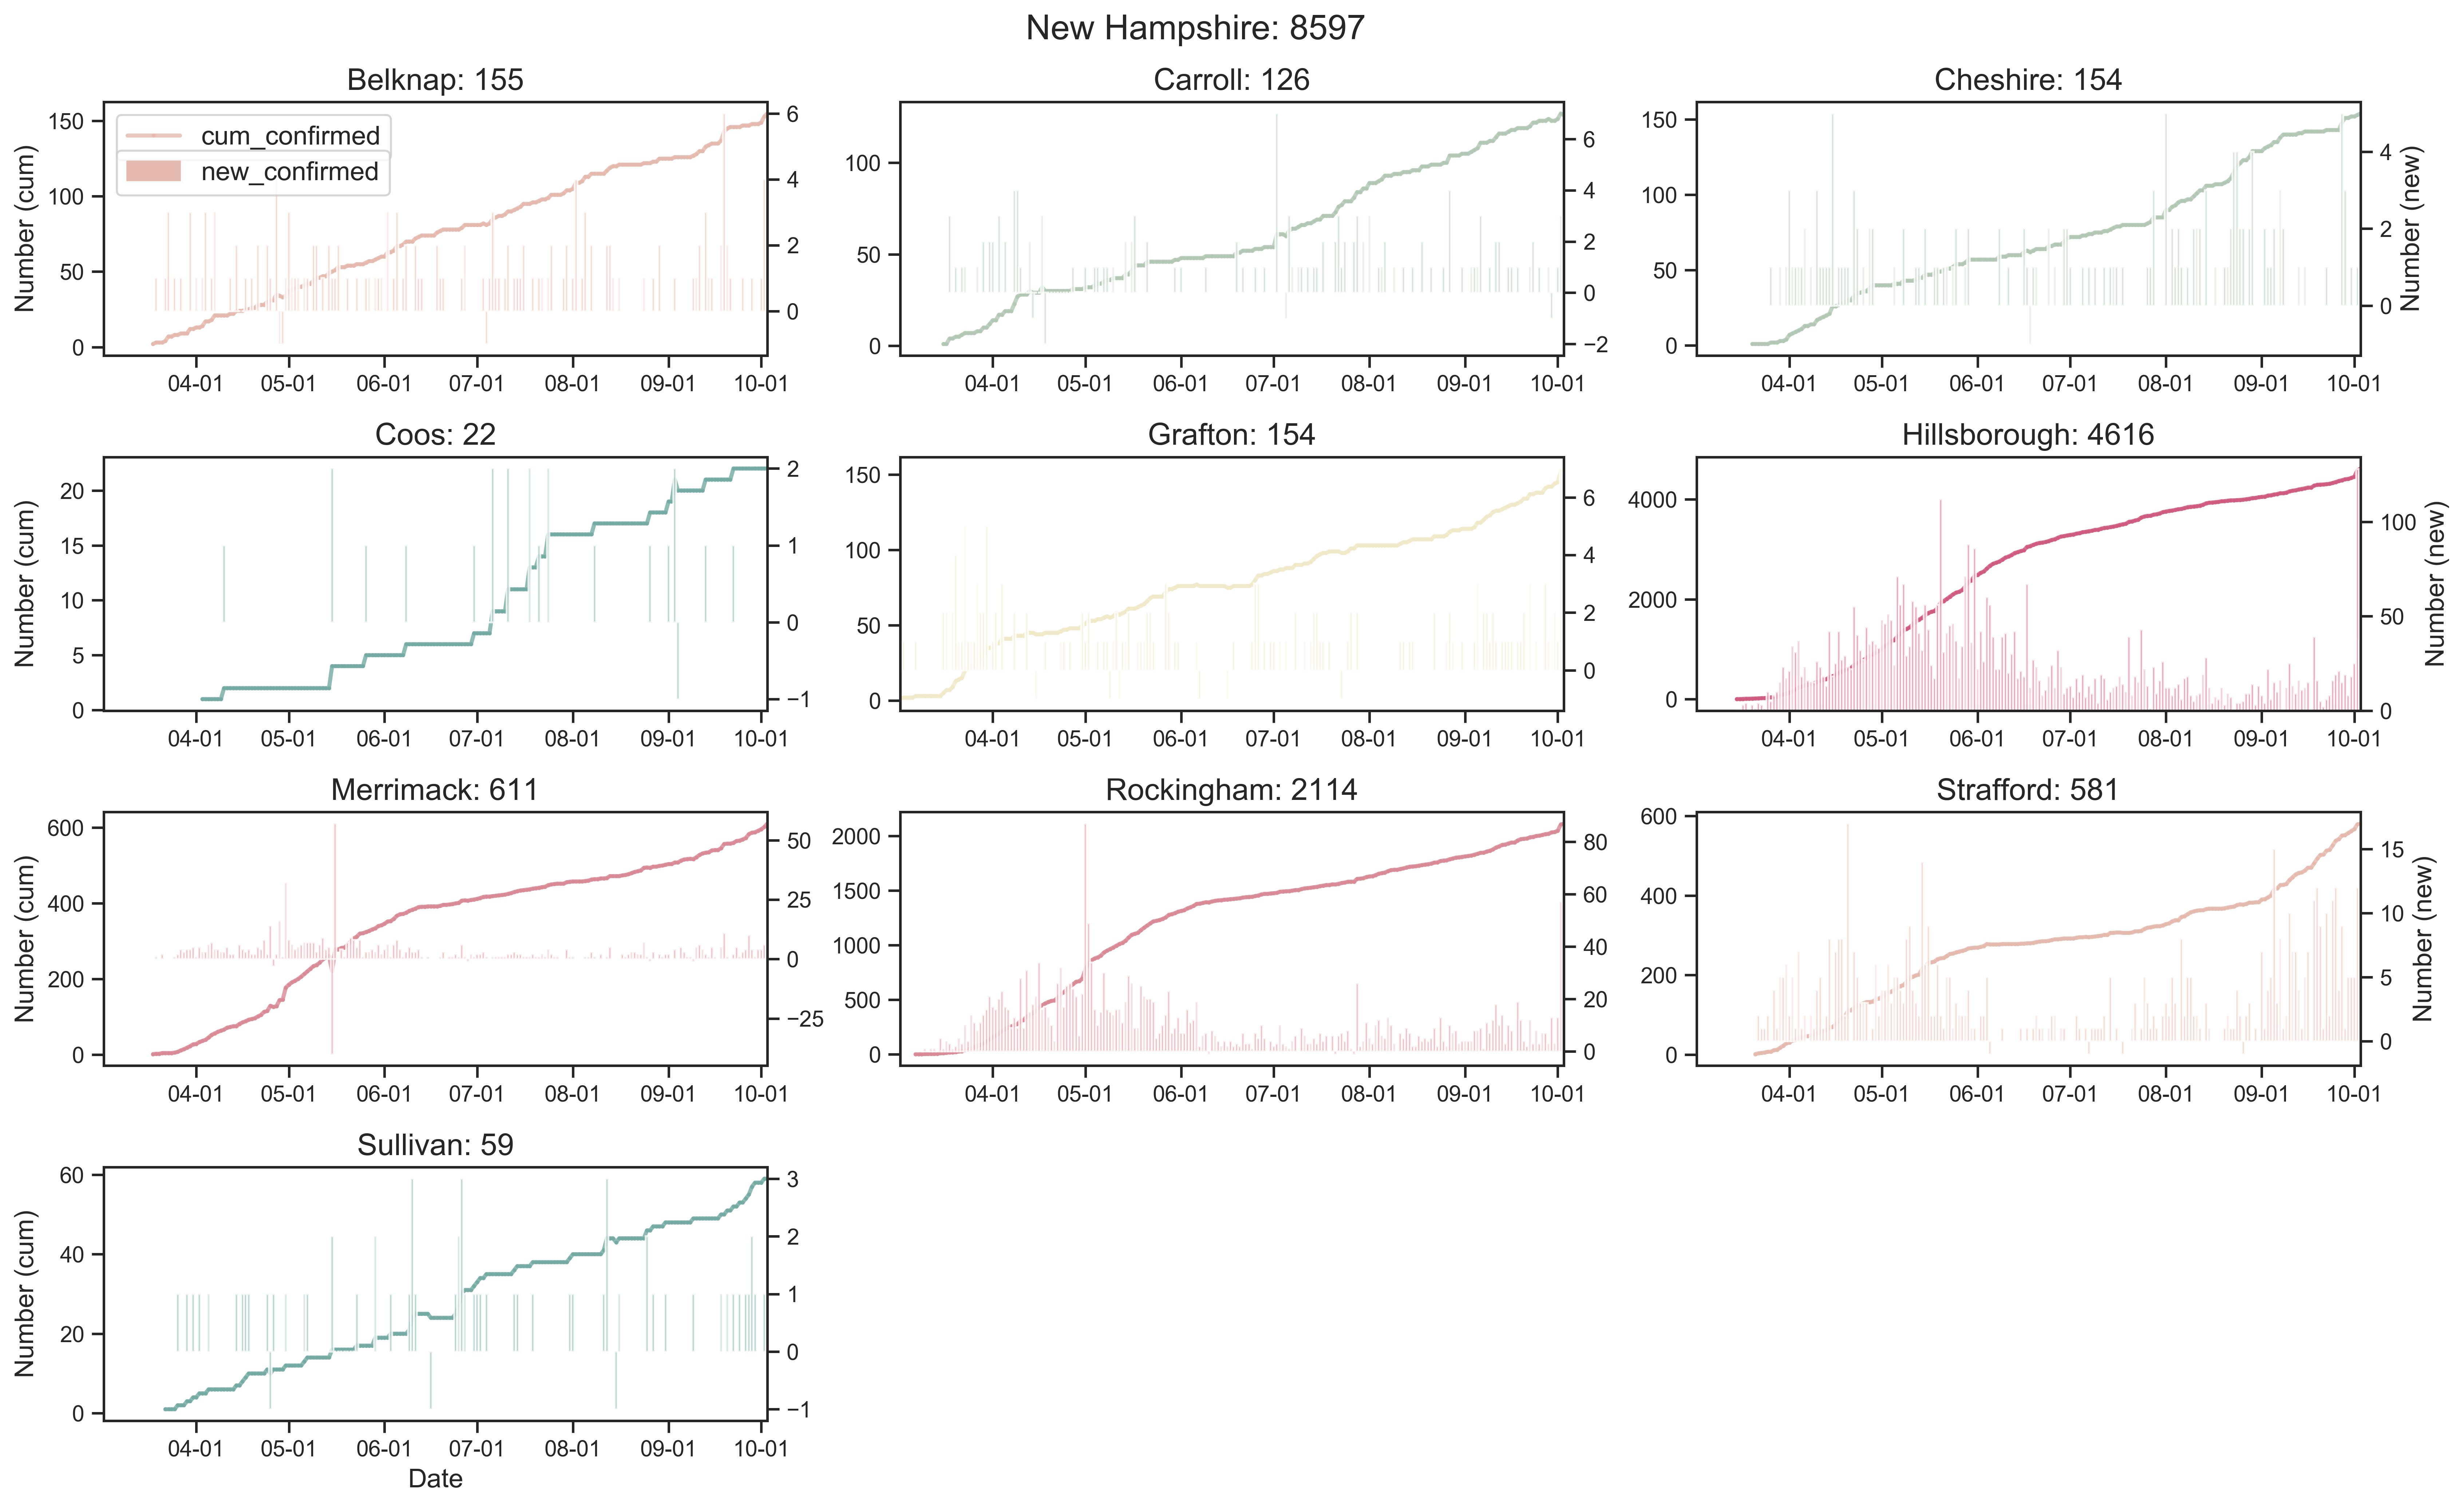 New Hampshire: 8597
Belknap: 155
Number (cum)
150
100
50
0
6
4
2
0
cum_confirmed
new_confirmed
04-01 05-01 06-01 07-01 08-01 09-01 10-01
Carroll: 126
100
50
0
6
4
2
0
−2
04-01 05-01 06-01 07-01 08-01 09-01 10-01
Cheshire: 154
150
100
50
0
4
2
0
Number (new)
04-01 05-01 06-01 07-01 08-01 09-01 10-01
Coos: 22
Number (cum)
20
15
10
5
0
2
1
0
−1
04-01 05-01 06-01 07-01 08-01 09-01 10-01
Grafton: 154
150
100
50
0
6
4
2
0
04-01 05-01 06-01 07-01 08-01 09-01 10-01
Hillsborough: 4616
4000
2000
0
100
50
0
Number (new)
04-01 05-01 06-01 07-01 08-01 09-01 10-01
Merrimack: 611
Number (cum)
600
400
200
0
50
25
0
−25
04-01 05-01 06-01 07-01 08-01 09-01 10-01
Rockingham: 2114
2000
1500
1000
500
0
80
60
40
20
0
04-01 05-01 06-01 07-01 08-01 09-01 10-01
Strafford: 581
600
400
200
0
15
10
5
0
Number (new)
04-01 05-01 06-01 07-01 08-01 09-01 10-01
Sullivan: 59
Number (cum)
60
40
20
0
3
2
1
0
−1
04-01 05-01 06-01 07-01 08-01 09-01 10-01
Date